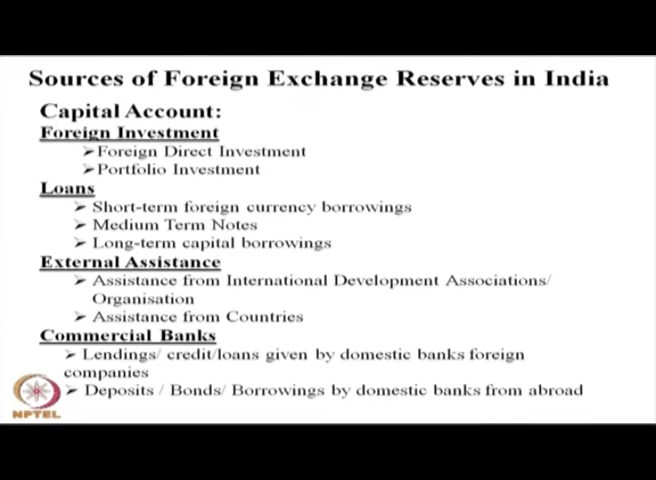 Sources of Foreign Exchange Reserves in India
Capital Account:
Foreign Investment
➢Foreign Direct Investment
➢Portfolio Investment
Loans
➢ Short-term foreign currency borrowings
➢ Medium Term Notes
➢ Long-term capital borrowings
External Assistance
➢ Assistance from International Development Associations/
Organisation
➢ Assistance from Countries
Commercial Banks
➢ Lendings/ credit/loans given by domestic banks foreign
companies
➢ Deposits / Bonds/ Borrowings by domestic banks from abroad
NPTEL